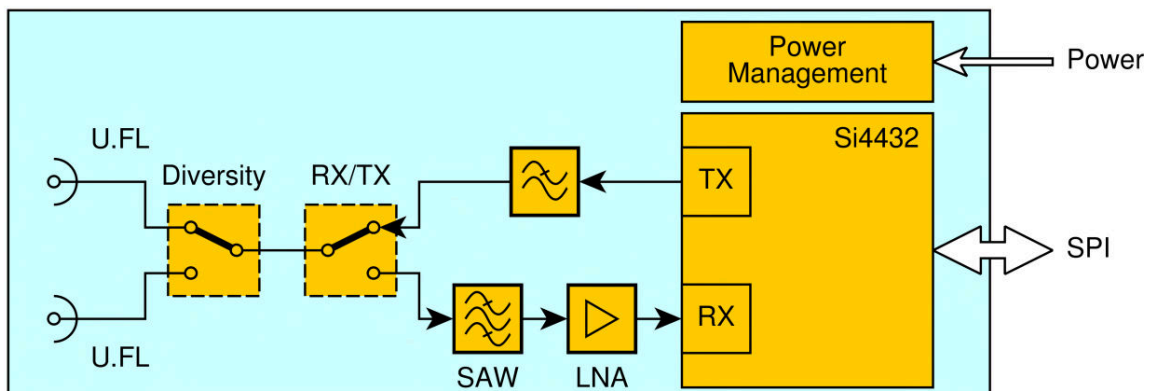 Power
Management
Power
Si4432
U.FL
Diversity
RX/TX
TX
SPI
RX
U.FL
SAW
LNA